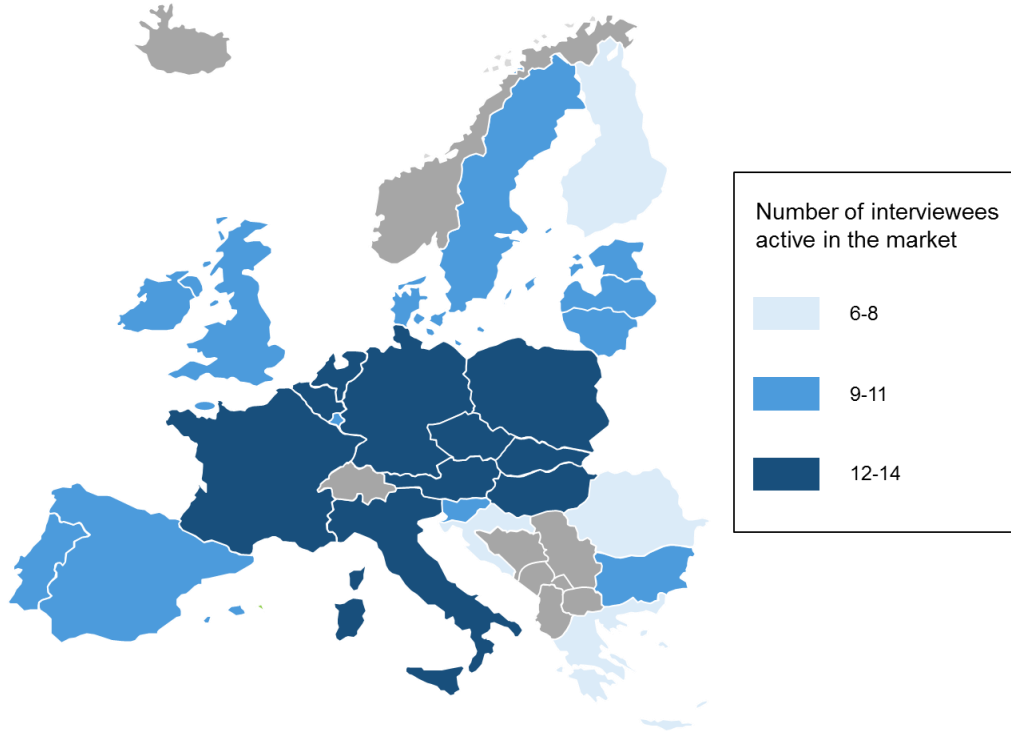 Number of interviewees
active in the market
6-8
9-11
12-14